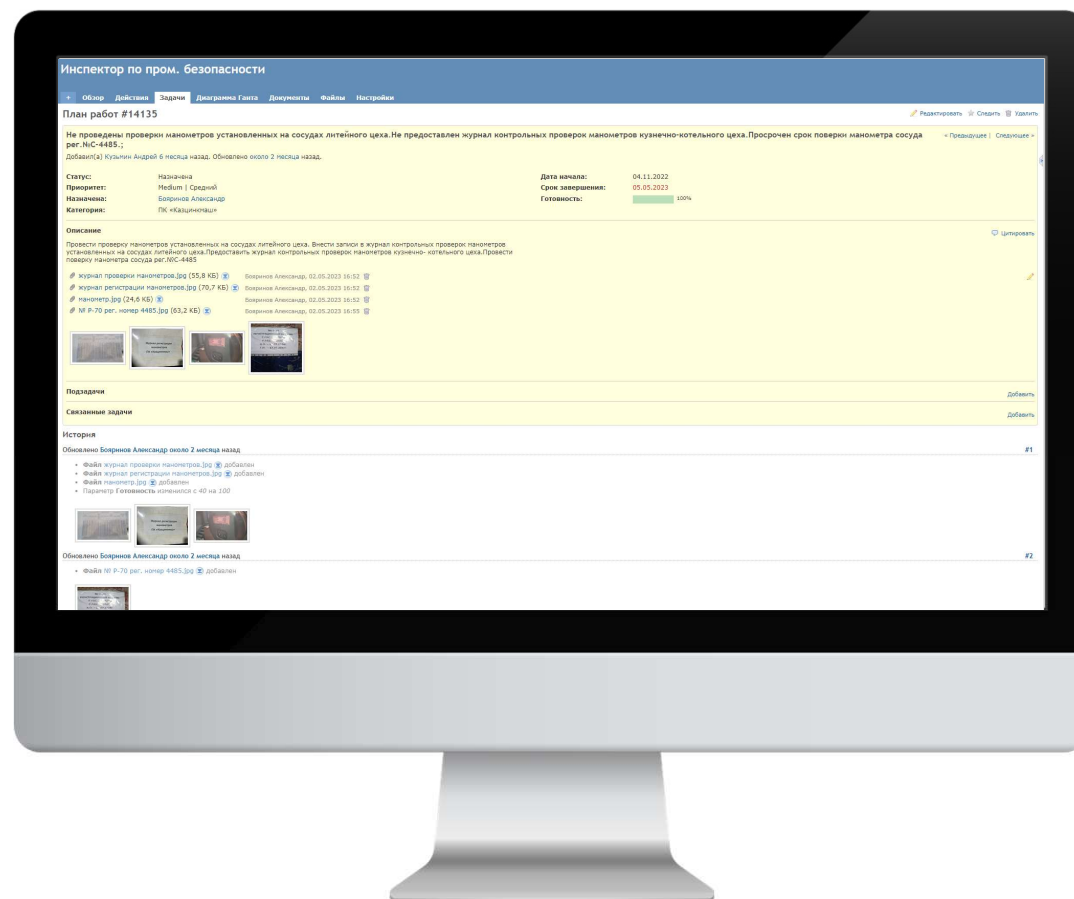 Инспектор по пром. безопасности
+ Обзор Действия Задачи Диаграмма Ганта Документы Файлы Настройки
План работ #14135
Редактировать Следить Удалить
Не проведены проверки манометров установленных на сосудах литейного цеха.Не предоставлен журнал контрольных проверок манометров кузнечно-котельного цеха.Просрочен срок поверки манометра сосуда
« Предыдущее | Следующее »
рег.№С-4485.;
Добавил(а) Кузьмин Андрей 6 месяца назад. Обновлено около 2 месяца назад.
Статус: Назначена Дата начала: 04.11.2022
Приоритет: Medium | Средний Срок завершения: 05.05.2023
Назначена: Бояринов Александр Готовность: 100%
Категория: ПК «Казцинкмаш»
Описание Цитировать
Провести проверку манометров установленных на сосудах литейного цеха. Внести записи в журнал контрольных проверок манометров
установленных на сосудах литейного цеха.Предоставить журнал контрольных проверок манометров кузнечно- котельного цеха.Провести
поверку манометра сосуда рег.№С-4485
журнал проверки манометров.jpg (55,8 КБ) Бояринов Александр, 02.05.2023 16:52
журнал регистрации манометров.jpg (70,7 КБ) Бояринов Александр, 02.05.2023 16:52
манометр.jpg (24,6 КБ) Бояринов Александр, 02.05.2023 16:52
№ Р-70 рег. номер 4485.jpg (63,2 КБ) Бояринов Александр, 02.05.2023 16:55
Подзадачи Добавить
Связанные задачи Добавить
История
Обновлено Бояринов Александр около 2 месяца назад #1
• Файл журнал проверки манометров.jpg добавлен
• Файл журнал регистрации манометров.jpg добавлен
• Файл манометр.jpg добавлен
• Параметр Готовность изменился с 40 на 100
Обновлено Бояринов Александр около 2 месяца назад #2
• Файл № Р-70 рег. номер 4485.jpg добавлен